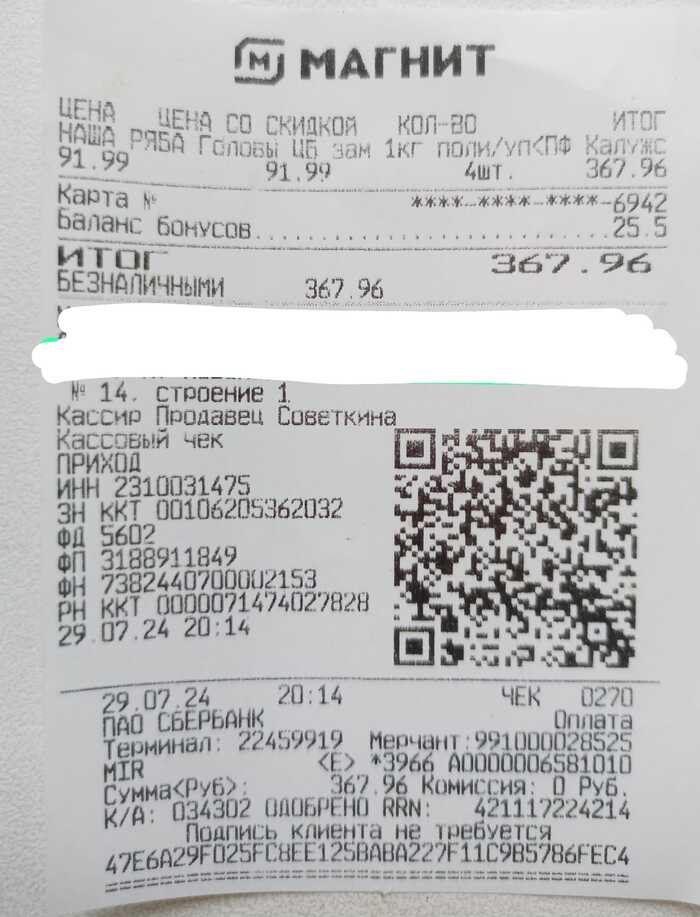 МАГНИТ
ЦЕНА ЦЕНА СО СКИДКОЙ КОЛ-ВО ИТОГ
НАША РЯБА Головы ЦБ зам 1кг поли/уп<ПФ Калужс
91.99 91.99 4шт. 367.96
Карта № ****-****-****-6942
Баланс бонусов.............................25.5
ИТОГ 367.96
БЕЗНАЛИЧНЫМИ 367.96
№ 14. строение 1
Кассир Продавец Советкина
Кассовый чек
ПРИХОД
ИНН 2310031475
ЗН ККТ 00106205362032
ФД 5602
ФП 3188911849
ФН 7382440700002153
РН ККТ 0000071474027828
29.07.24 20:14
29.07.24 20:14 ЧЕК 0270
ПАО СБЕРБАНК Оплата
Терминал: 22459919 Мерчант:991000028525
MIR <E> *3966 A0000006581010
Сумма<Руб>: 367.96 Комиссия: 0 Руб.
К/А: 034302 ОДОБРЕНО RRN: 421117224214
Подпись клиента не требуется
47E6A29F025FC8EE125BABA227F11C9B5786FEC4